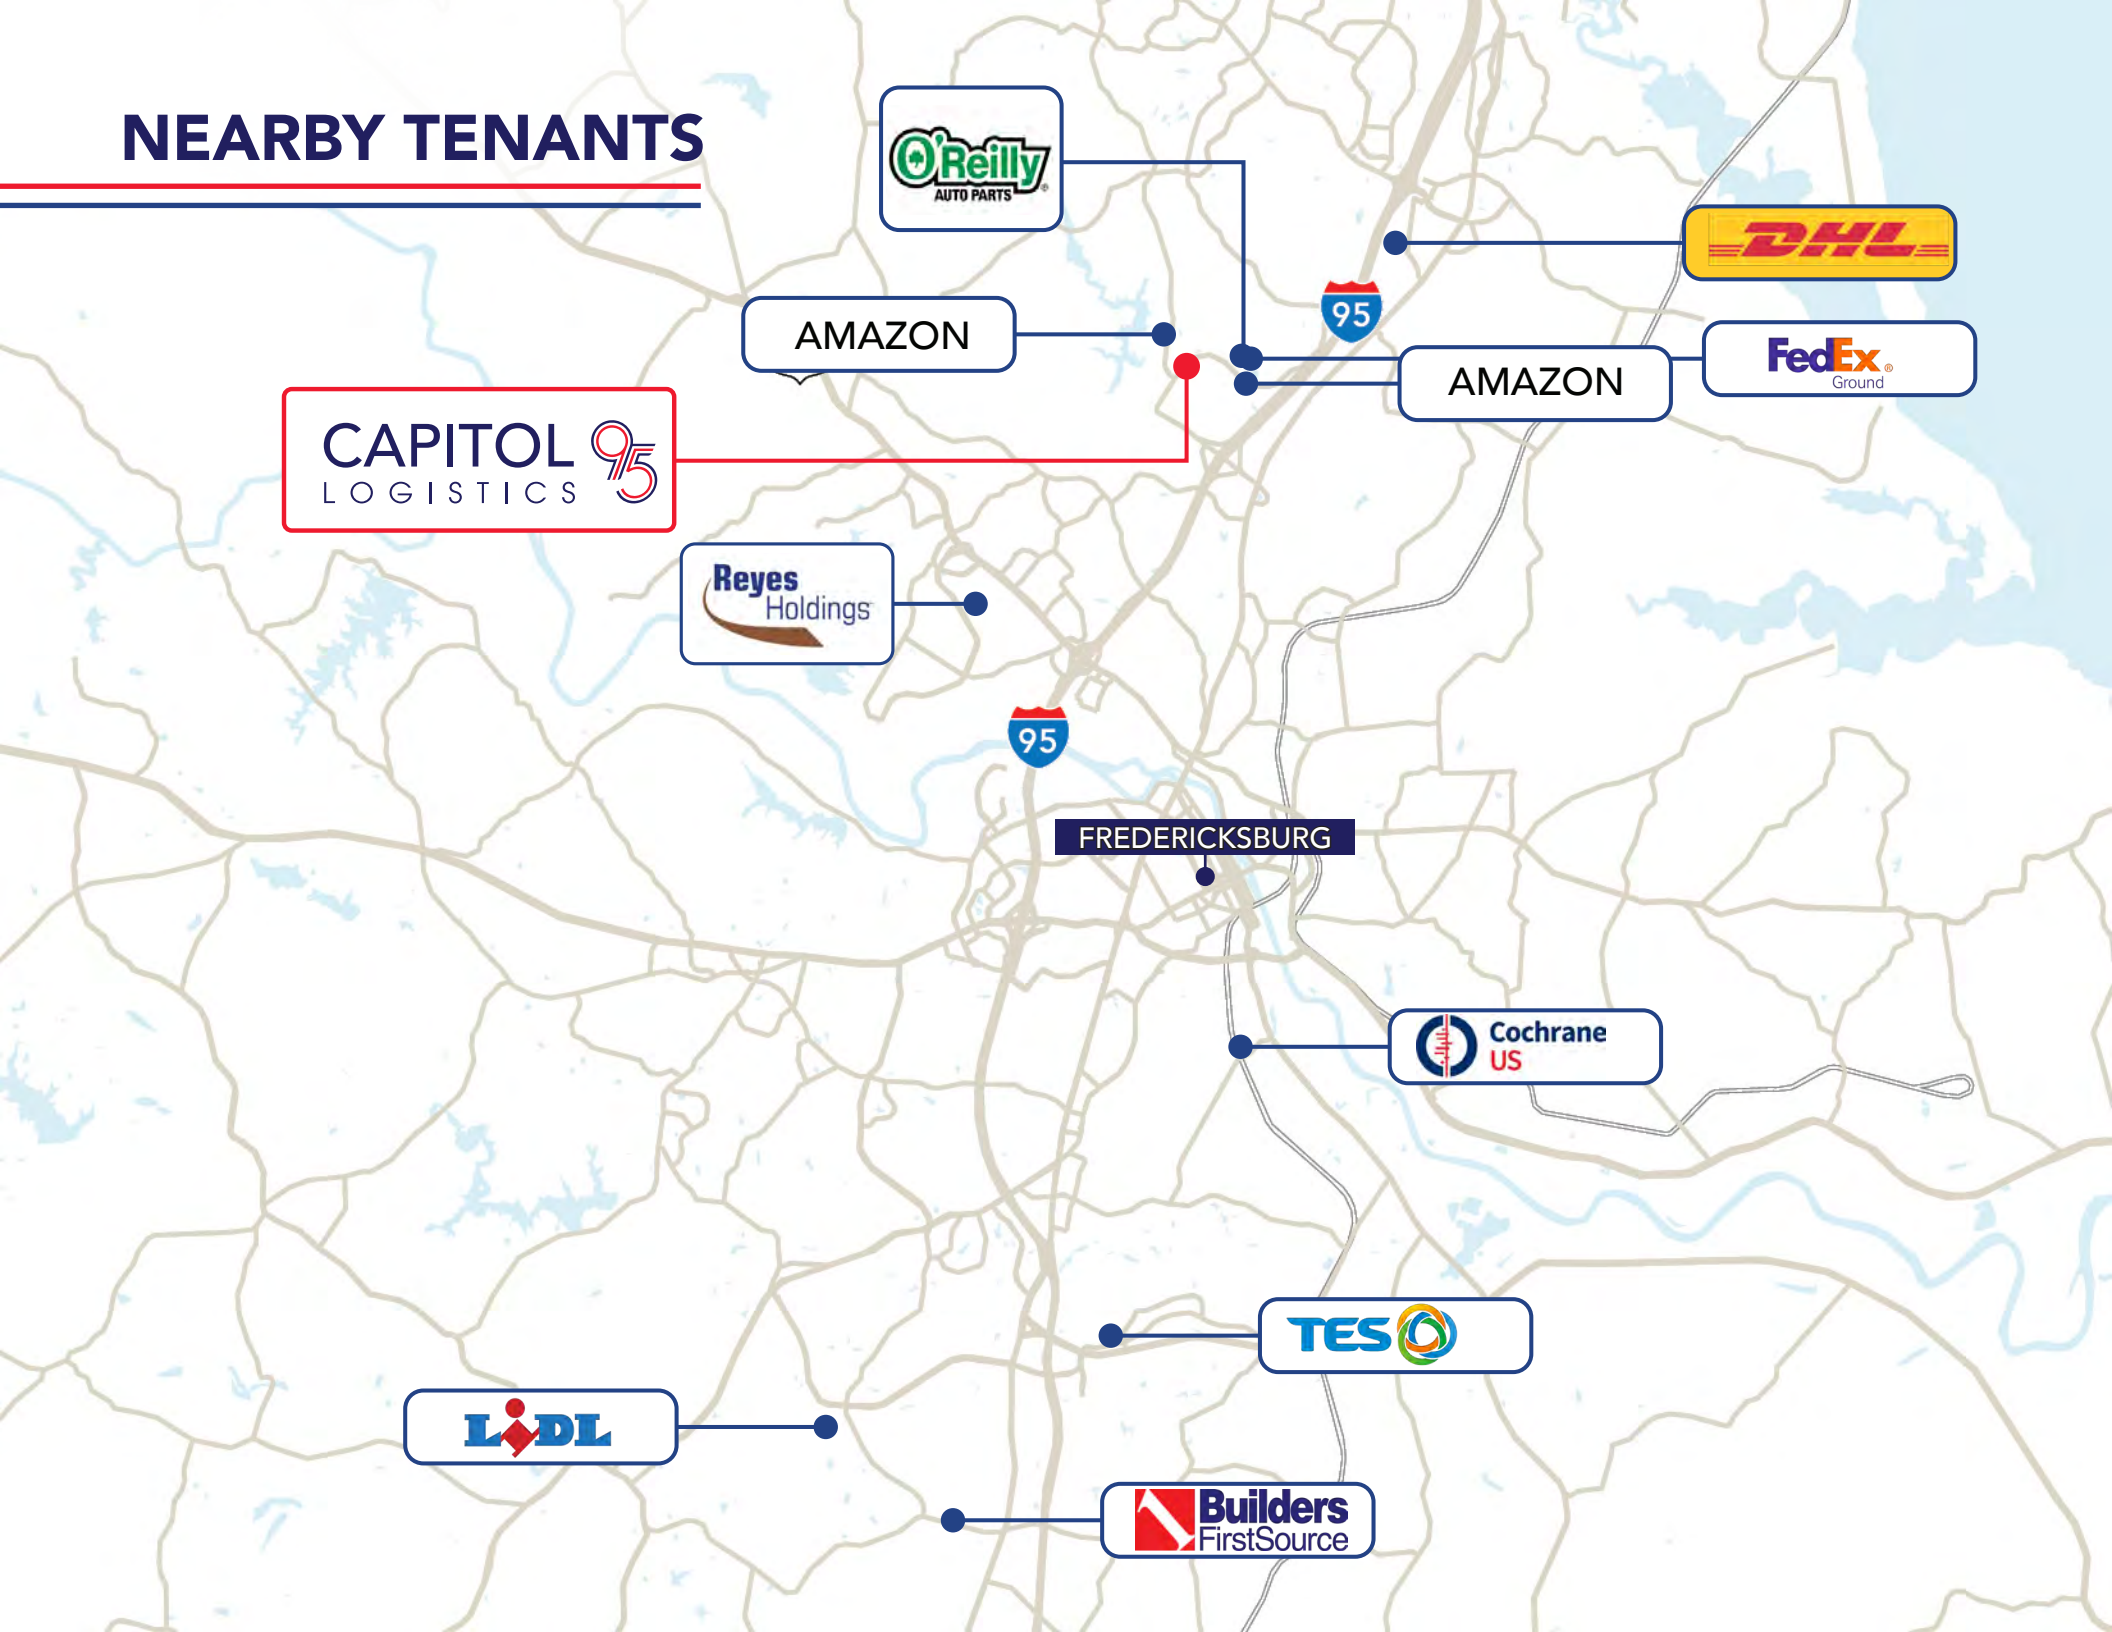 NEARBY TENANTS
O'Reilly
AUTO PARTS
DHL
95
AMAZON
FedEx
Ground
AMAZON
CAPITOL 95
LOGISTICS
Reyes
Holdings
95
FREDERICKSBURG
Cochrane
US
TES
LiDL
Builders
FirstSource